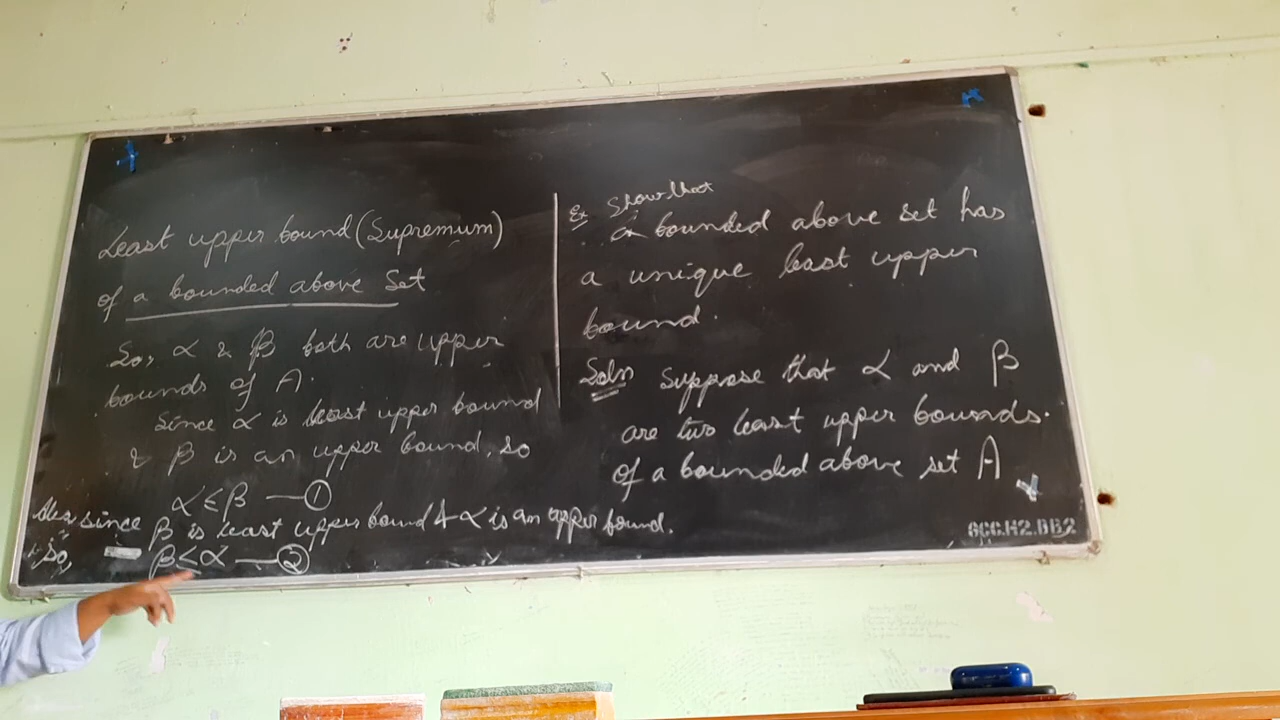 Least upper bound (Supremum)
of a bounded above Set
So, α & β both are upper
bounds of A.
Since α is least upper bound
& β is an upper bound, so
α ≤ β — ①
Also since β is least upper bound & α is an upper bound.
So,
β ≤ α — ②
Ex Show that
a bounded above set has
a unique least upper
bound.
Soln Suppose that α and β
are two least upper bounds.
of a bounded above set A
GCC.H2.BB2